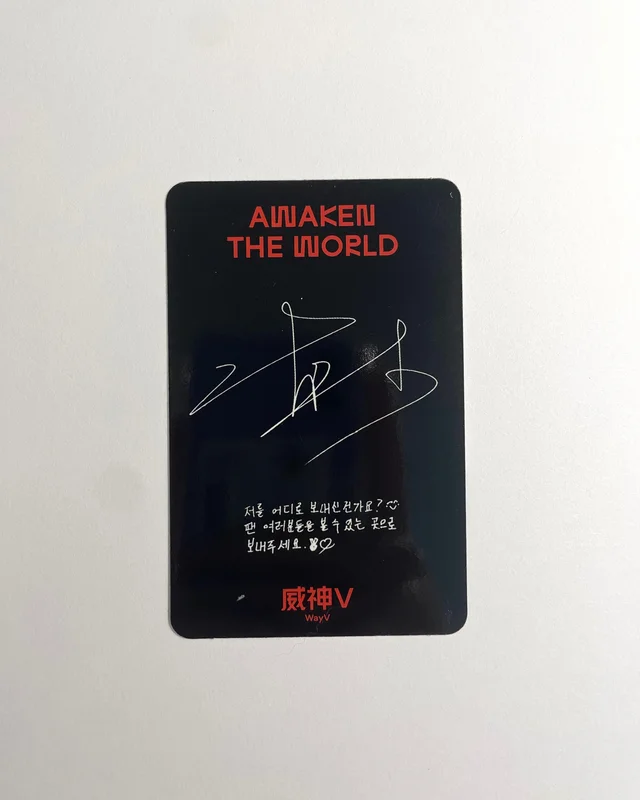 AWAKEN
THE WORLD
저를 어디로 보내신건가요?
팬 여러분들을 볼 수 있는 곳으로
보내주세요.
威神V
WayV